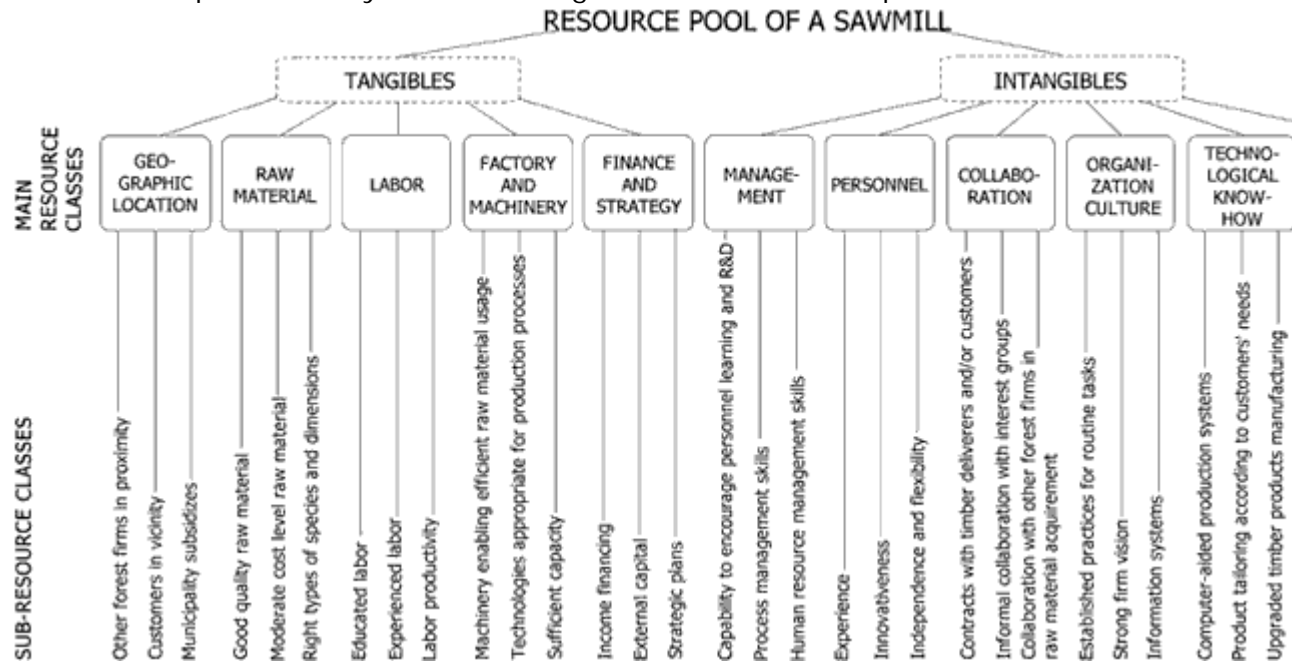 RESOURCE POOL OF A SAWMILL
TANGIBLES
INTANGIBLES
MAIN
RESOURCE
CLASSES
GEO-
GRAPHIC
LOCATION
RAW
MATERIAL
LABOR
FACTORY
AND
MACHINERY
FINANCE
AND
STRATEGY
MANAGE-
MENT
PERSONNEL
COLLABO-
RATION
ORGANI-
ZATION
CULTURE
TECHNO-
LOGICAL
KNOW-
HOW
SUB-RESOURCE CLASSES
Other forest firms in proximity
Customers in vicinity
Municipality subsidizes
Good quality raw material
Moderate cost level raw material
Right types of species and dimensions
Educated labor
Experienced labor
Labor productivity
Machinery enabling efficient raw material usage
Technologies appropriate for production processes
Sufficient capacity
Income financing
External capital
Strategic plans
Capability to encourage personnel learning and R&D
Process management skills
Human resource management skills
Experience
Innovativeness
Independence and flexibility
Contracts with timber deliverers and/or customers
Informal collaboration with interest groups
Collaboration with other forest firms in
raw material acquirement
Established practices for routine tasks
Strong firm vision
Information systems
Computer-aided production systems
Product tailoring according to customers' needs
Upgraded timber products manufacturing